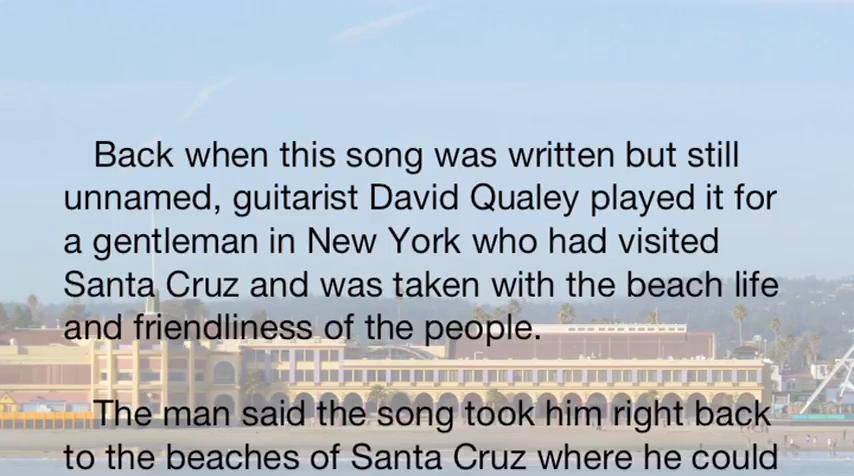 Back when this song was written but still
unnamed, guitarist David Qualey played it for
a gentleman in New York who had visited
Santa Cruz and was taken with the beach life
and friendliness of the people.
The man said the song took him right back
to the beaches of Santa Cruz where he could